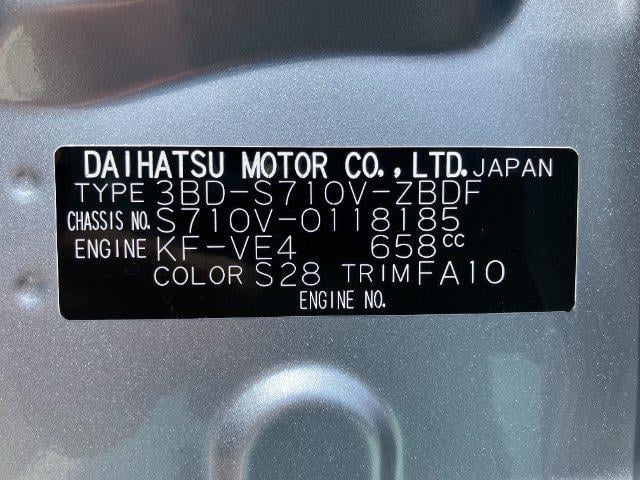 DAIHATSU MOTOR CO., LTD. JAPAN
TYPE 3BD-S710V-ZBDF
CHASSIS NO. S710V-0118185
ENGINE KF-VE4 658CC
COLOR S28 TRIM FA10
ENGINE NO.